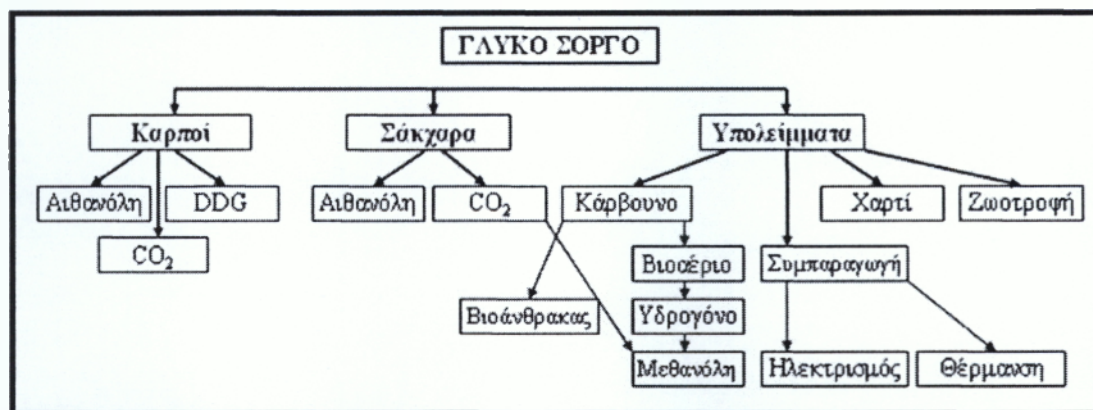 ΓΛΥΚΟ ΣΟΡΓΟ
Καρποί
Σάκχαρα
Υπολείμματα
Αιθανόλη
DDG
Αιθανόλη
CO₂
Κάρβουνο
Χαρτί
Ζωοτροφή
CO₂
Βιοαέριο
Συμπαραγωγή
Βιοάνθρακας
Υδρογόνο
Μεθανόλη
Ηλεκτρισμός
Θέρμανση